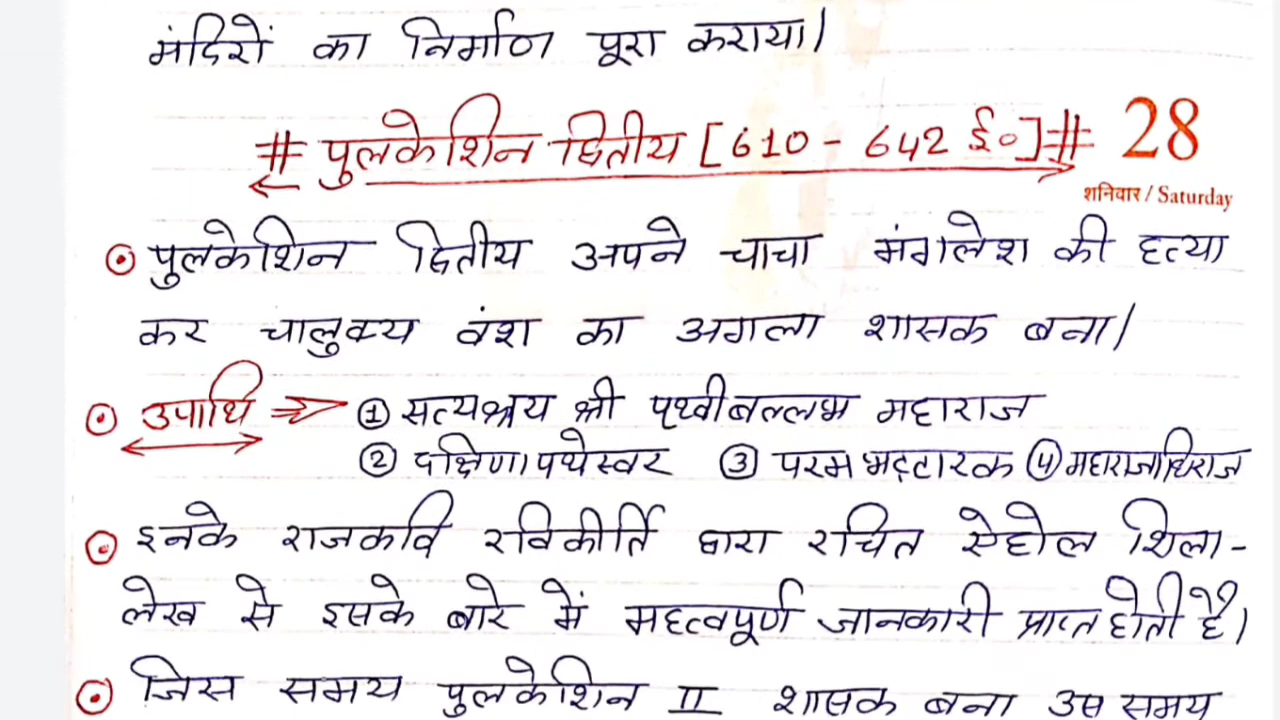 मंदिरों का निर्माण पूरा कराया।
# पुलकेशिन द्वितीय [610 - 642 ई०] #
28
शनिवार / Saturday
पुलकेशिन द्वितीय अपने चाचा मंगलेश की हत्या
कर चालुक्य वंश का अगला शासक बना।
उपाधि ⇒ ① सत्यश्रय श्री पृथ्वीबल्लभ महाराज
② दक्षिणापथेस्वर ③ परमभट्टारक ④ महाराजाधिराज
इनके राजकवि रविकीर्ति द्वारा रचित ऐहोल शिला-
लेख से इसके बारे में महत्वपूर्ण जानकारी प्राप्त होती है।
जिस समय पुलकेशिन II शासक बना उस समय